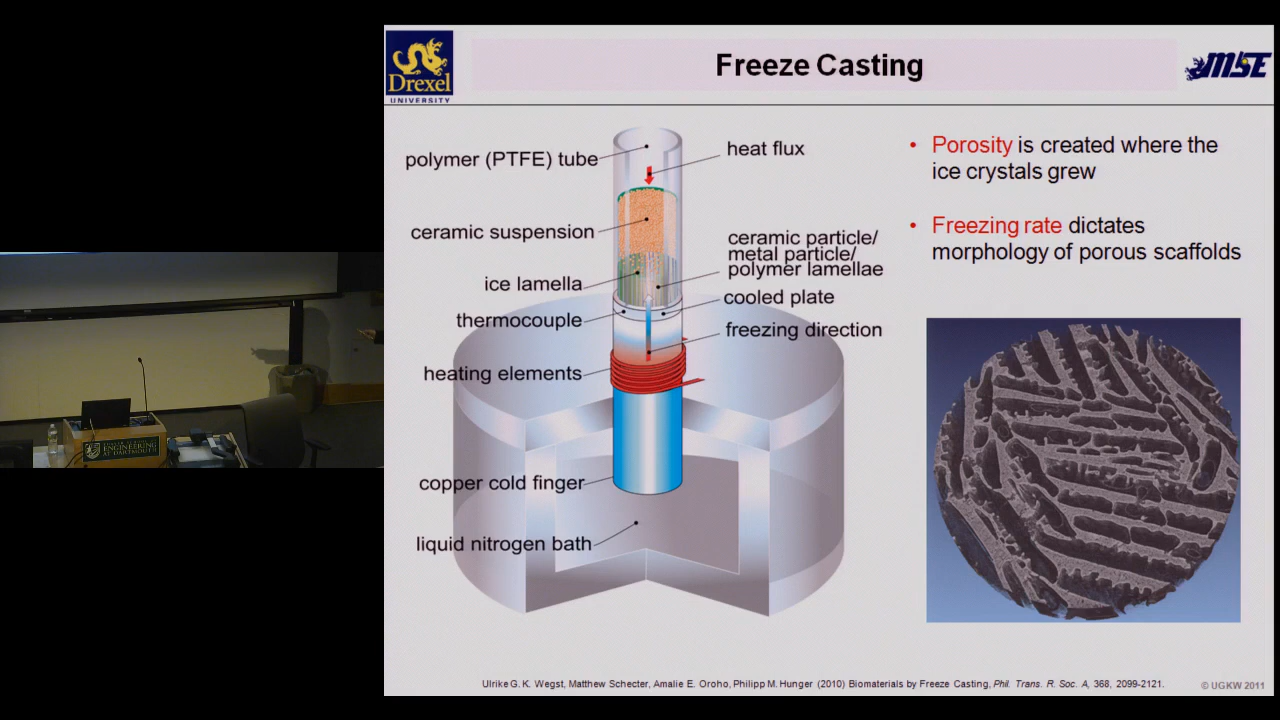 Drexel
UNIVERSITY
Freeze Casting
MSE
polymer (PTFE) tube
heat flux
ceramic suspension
ceramic particle/
metal particle/
polymer lamellae
ice lamella
cooled plate
thermocouple
freezing direction
heating elements
copper cold finger
liquid nitrogen bath
• Porosity is created where the
ice crystals grew
• Freezing rate dictates
morphology of porous scaffolds
ENGINEERING
AT DARTMOUTH
Ulrike G. K. Wegst, Matthew Schecter, Amalie E. Oroho, Philipp M. Hunger (2010) Biomaterials by Freeze Casting, Phil. Trans. R. Soc. A, 368, 2099-2121.
© UGKW 2011